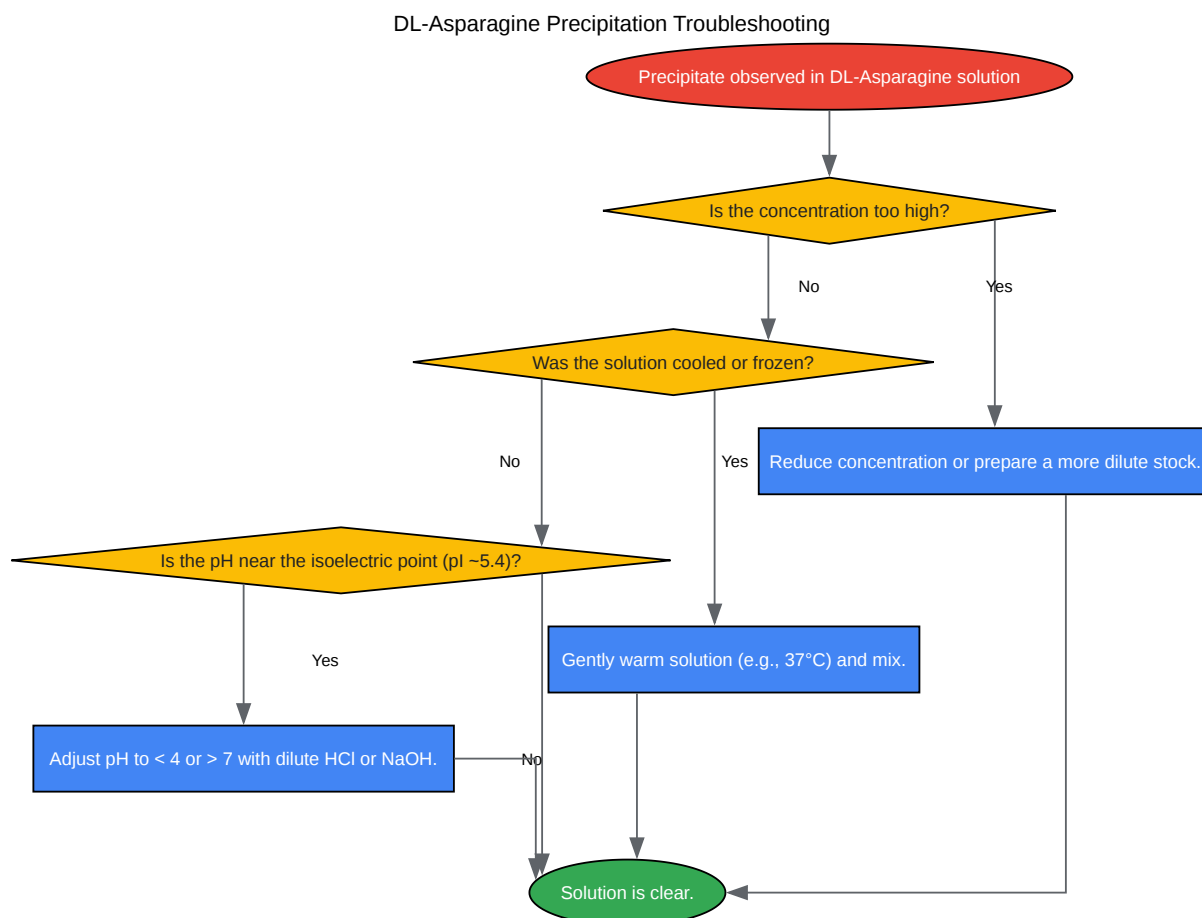 DL-Asparagine Precipitation Troubleshooting
Precipitate observed in DL-Asparagine solution
Is the concentration too high?
No
Yes
Was the solution cooled or frozen?
No
Yes
Reduce concentration or prepare a more dilute stock.
Is the pH near the isoelectric point (pI ~5.4)?
Yes
Gently warm solution (e.g., 37°C) and mix.
Adjust pH to < 4 or > 7 with dilute HCl or NaOH.
No
Solution is clear.